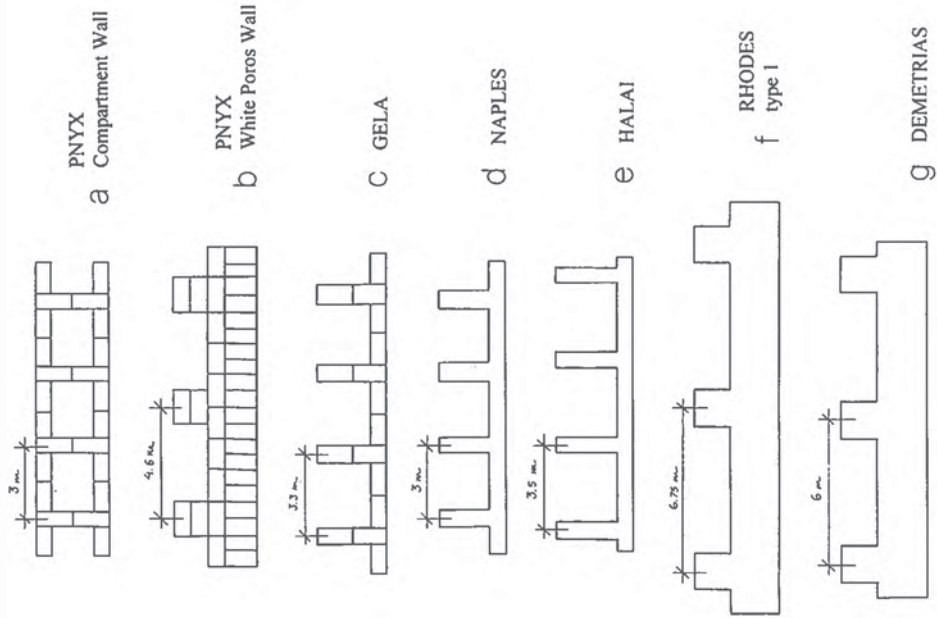 PNYX
a Compartment Wall
3 m
PNYX
b White Poros Wall
4.6 m
c GELA
3.3 m
d NAPLES
3 m
e HALAI
3.5 m
RHODES
f type 1
6.75 m
g DEMETRIAS
6 m